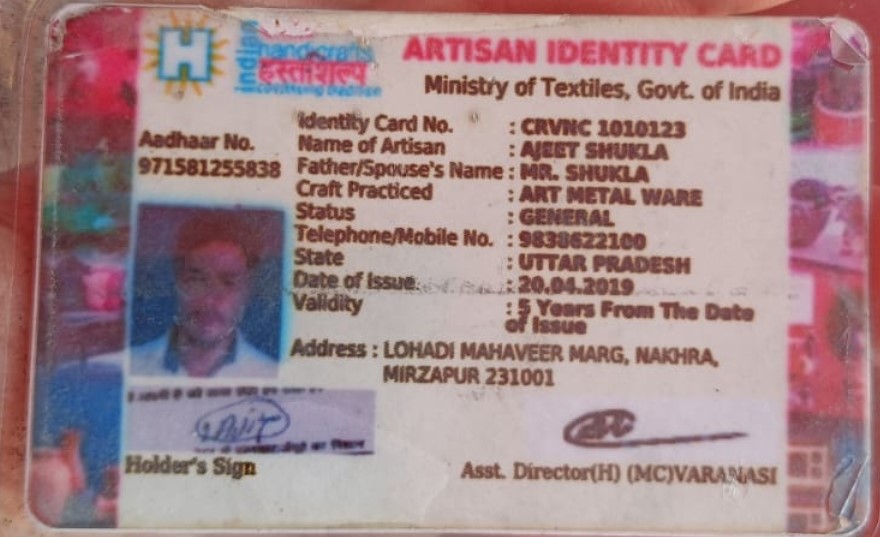 H
indian
handicrafts
हस्तशिल्प
ARTISAN IDENTITY CARD
Ministry of Textiles, Govt. of India
Identity Card No. : CRVNC 1010123
Name of Artisan : AJEET SHUKLA
Aadhaar No.
971581255838
Father/Spouse's Name : MR. SHUKLA
Craft Practiced : ART METAL WARE
Status : GENERAL
Telephone/Mobile No. : 9838622100
State : UTTAR PRADESH
Date of Issue : 20.04.2019
Validity : 5 Years From The Date
of Issue
Address : LOHADI MAHAVEER MARG, NAKHRA,
MIRZAPUR 231001
Holder's Sign
Asst. Director(H) (MC)VARANASI